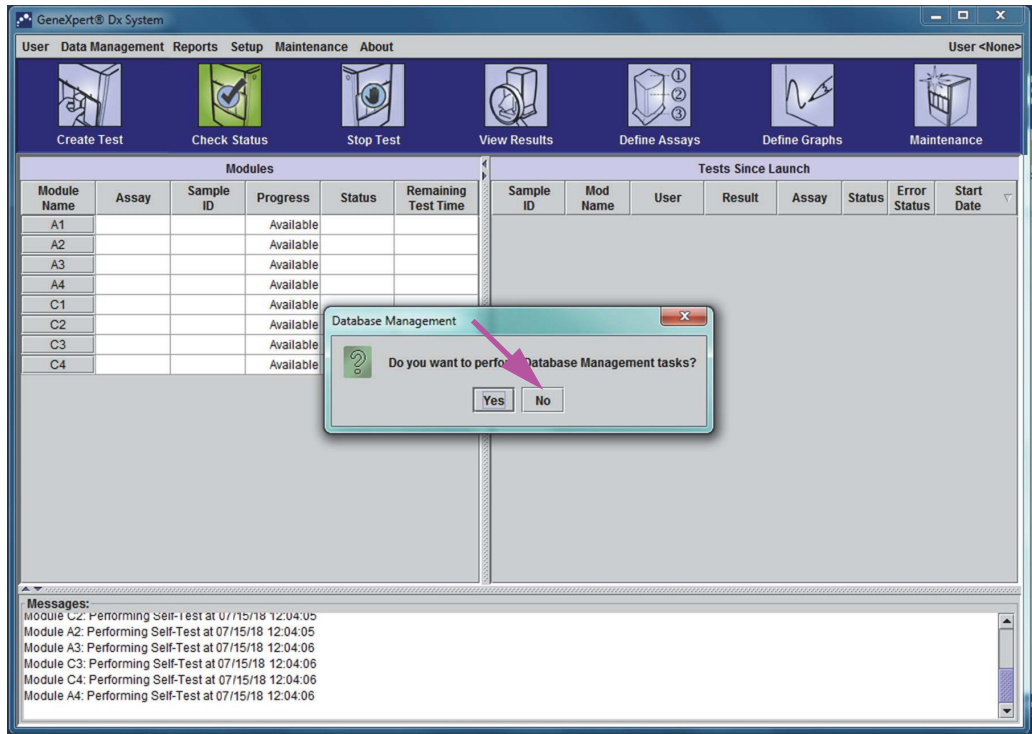 GeneXpert® Dx System
User Data Management Reports Setup Maintenance About User <None>
Create Test Check Status Stop Test View Results Define Assays Define Graphs Maintenance
① ② ③
Modules
Module Name Assay Sample ID Progress Status Remaining Test Time
A1 Available
A2 Available
A3 Available
A4 Available
C1 Available
C2 Available
C3 Available
C4 Available
Tests Since Launch
Sample ID Mod Name User Result Assay Status Error Status Start Date
Database Management
Do you want to perform Database Management tasks?
Yes No
Messages:
Module C2: Performing Self-Test at 07/15/18 12:04:05
Module A2: Performing Self-Test at 07/15/18 12:04:05
Module A3: Performing Self-Test at 07/15/18 12:04:06
Module C3: Performing Self-Test at 07/15/18 12:04:06
Module C4: Performing Self-Test at 07/15/18 12:04:06
Module A4: Performing Self-Test at 07/15/18 12:04:06